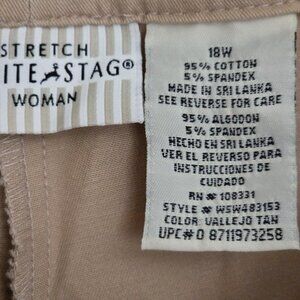 STRETCH
ITE STAG®
WOMAN
18W
95% COTTON
5% SPANDEX
MADE IN SRI LANKA
SEE REVERSE FOR CARE
95% ALGODON
5% SPANDEX
HECHO EN SRI LANKA
VER EL REVERSO PARA
INSTRUCCIONES DE
CUIDADO
RN # 108331
STYLE # WSW483153
COLOR VALLEJO TAN
UPC# 0 8711973258